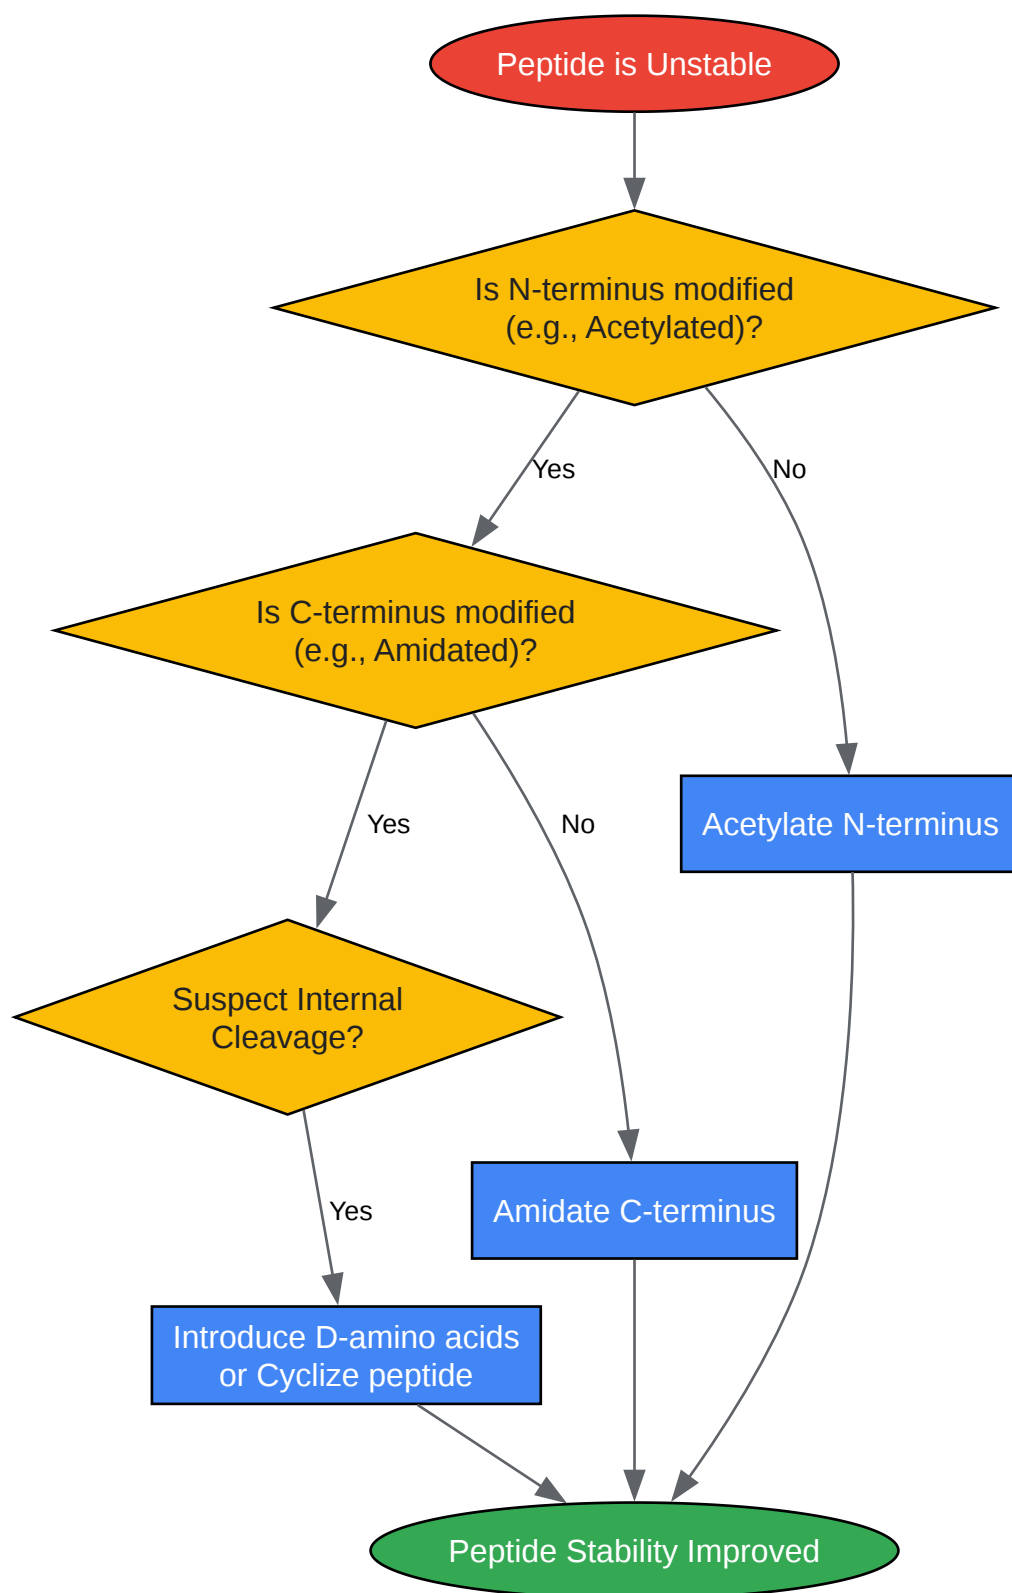 Peptide is Unstable
Is N-terminus modified
(e.g., Acetylated)?
Yes
No
Is C-terminus modified
(e.g., Amidated)?
Yes
No
Acetylate N-terminus
Suspect Internal
Cleavage?
Yes
Amidate C-terminus
Introduce D-amino acids
or Cyclize peptide
Peptide Stability Improved